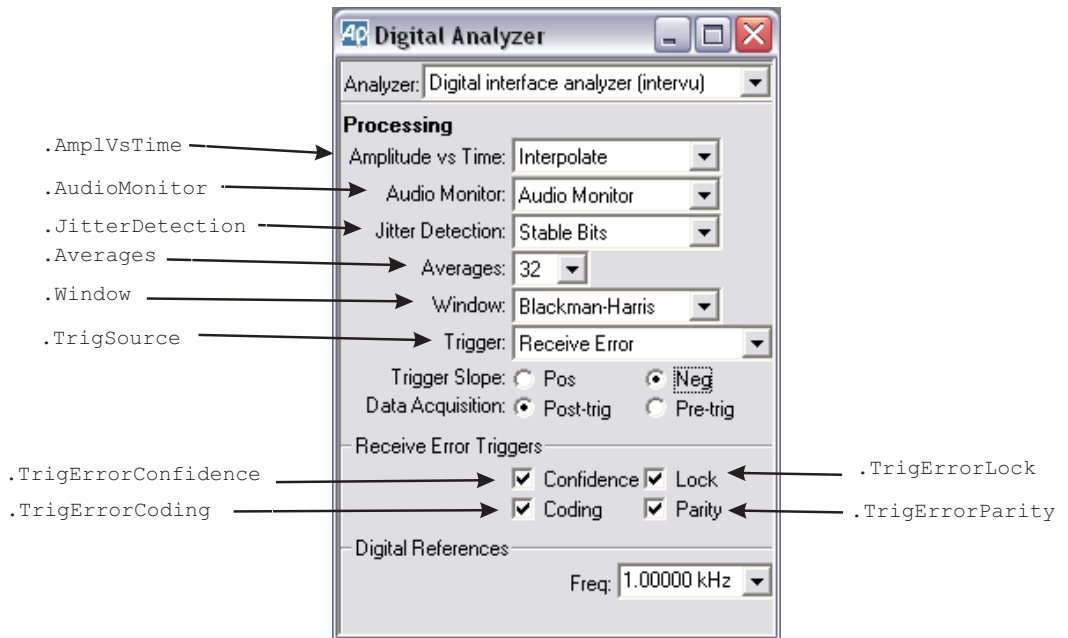 Ap Digital Analyzer
Analyzer: Digital interface analyzer (intervu)
Processing
.AmplVsTime
Amplitude vs Time: Interpolate
.AudioMonitor
Audio Monitor: Audio Monitor
.JitterDetection
Jitter Detection: Stable Bits
.Averages
Averages: 32
.Window
Window: Blackman-Harris
.TrigSource
Trigger: Receive Error
Trigger Slope: Pos Neg
Data Acquisition: Post-trig Pre-trig
Receive Error Triggers
.TrigErrorConfidence
Confidence Lock
.TrigErrorLock
.TrigErrorCoding
Coding Parity
.TrigErrorParity
Digital References
Freq: 1.00000 kHz